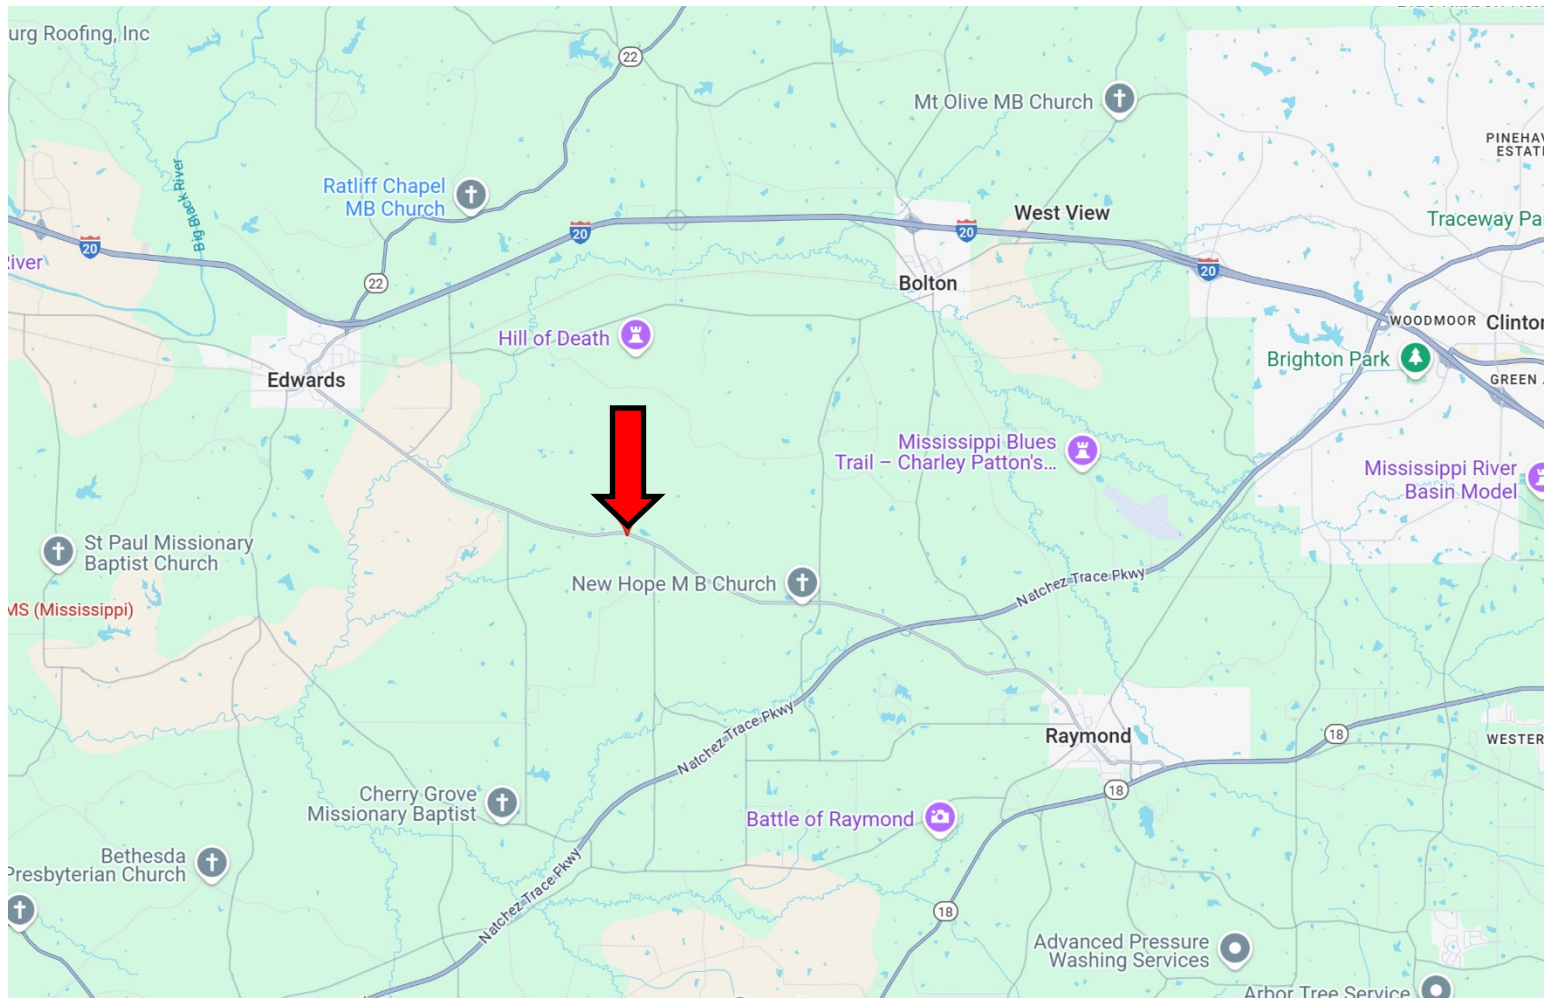 urg Roofing, Inc
22
Mt Olive MB Church
PINEHAV
ESTATE
Big Black River
Ratliff Chapel
MB Church
20
West View
Traceway Par
20
20
iver
20
22
Bolton
Hill of Death
WOODMOOR
Clinton
Brighton Park
Edwards
GREEN
Mississippi Blues
Trail – Charley Patton's...
Mississippi River
Basin Model
St Paul Missionary
Baptist Church
New Hope M B Church
Natchez Trace Pkwy
MS (Mississippi)
Natchez Trace Pkwy
Raymond
18
WESTER
Cherry Grove
Missionary Baptist
18
Battle of Raymond
Bethesda
Presbyterian Church
Natchez Trace Pkwy
18
Advanced Pressure
Washing Services
Arbor Tree Service